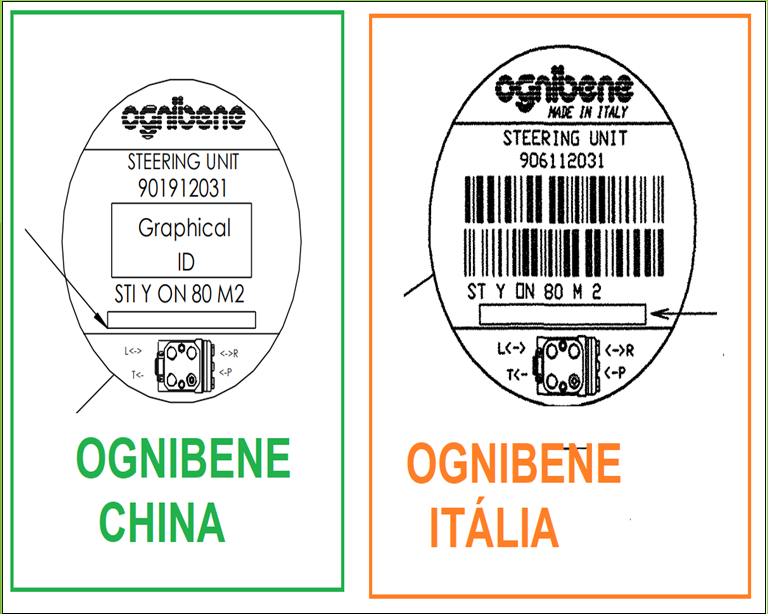 ognibene
STEERING UNIT
901912031
Graphical
ID
STI Y ON 80 M2
L<->
<->R
T<-
<-P
OGNIBENE
CHINA
ognibene
MADE IN ITALY
STEERING UNIT
906112031
ST Y ON 80 M 2
L<->
<->R
T<-
<-P
OGNIBENE
ITÁLIA